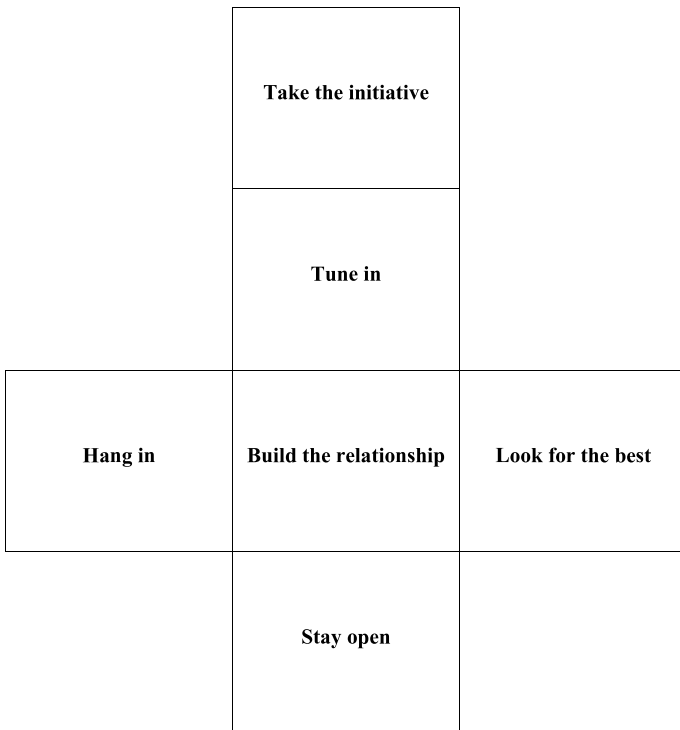 Take the initiative
Tune in
Hang in
Build the relationship
Look for the best
Stay open